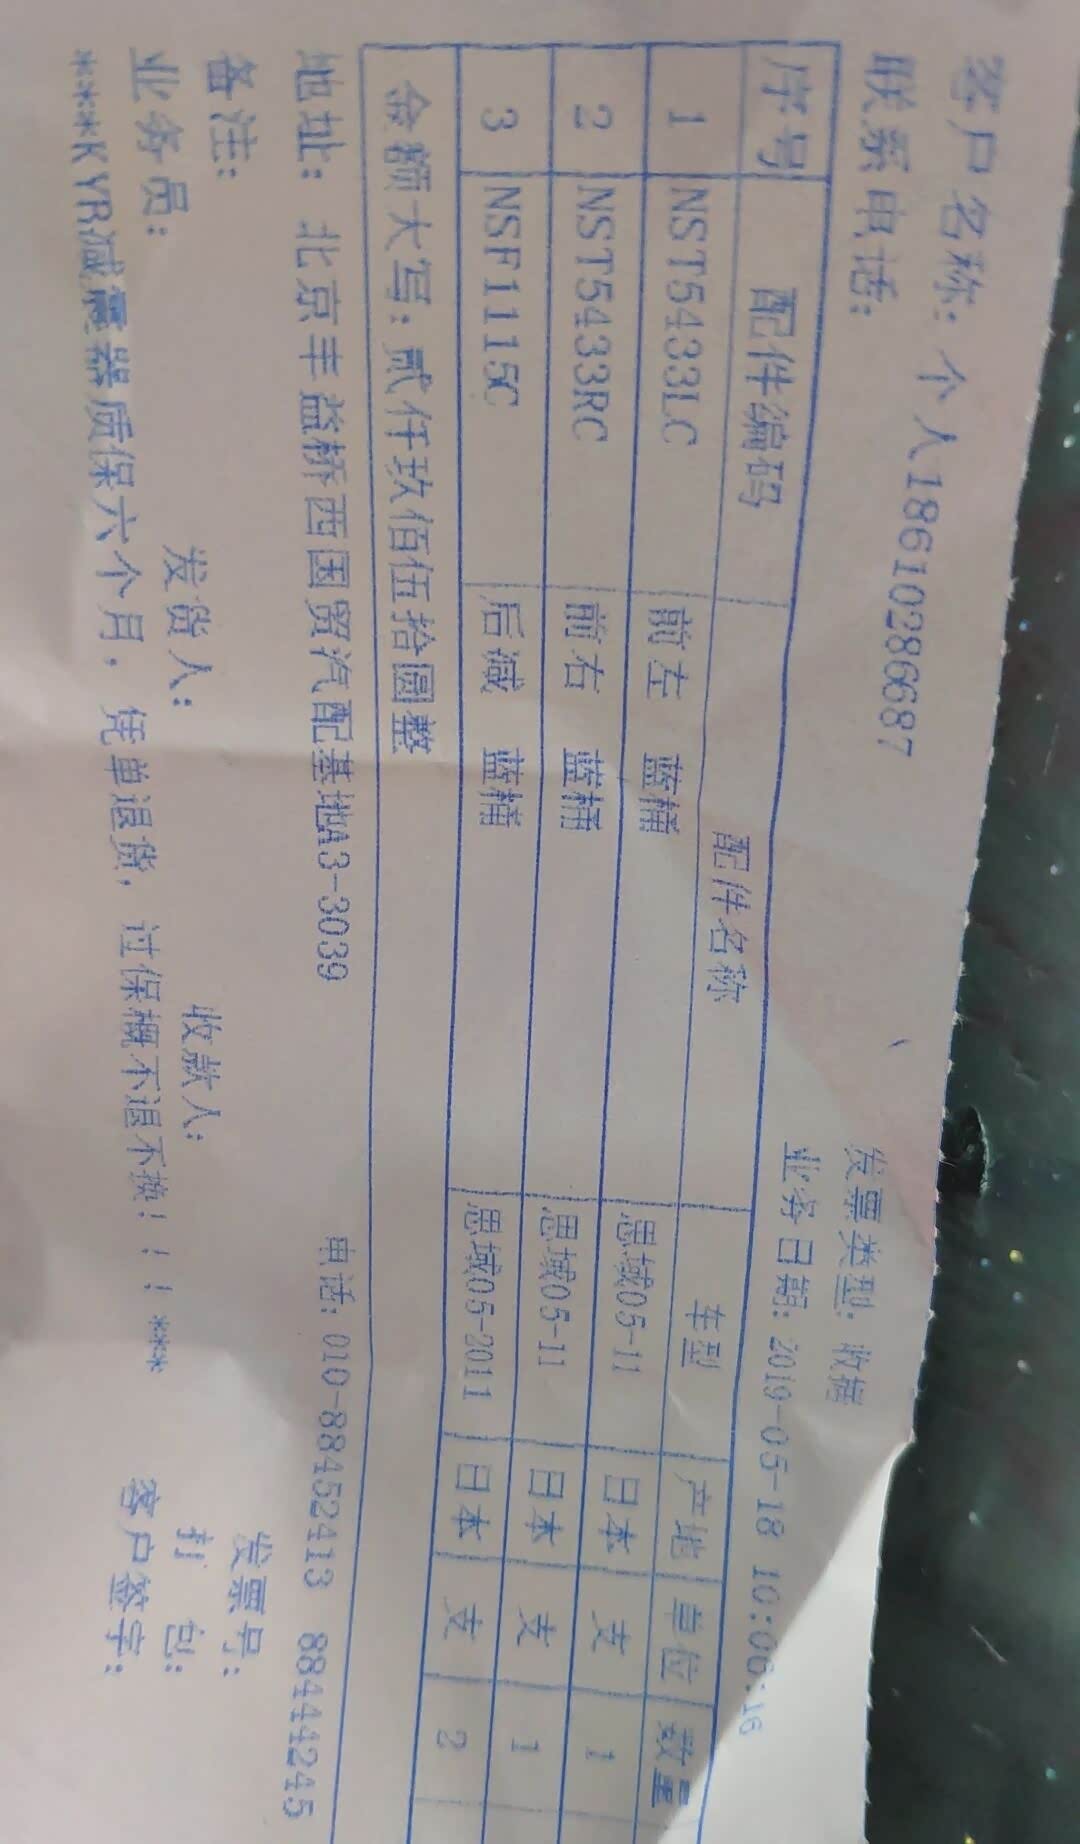 客户名称: 个人18610286687 发票类型: 收据
联系电话: 业务日期: 2019-05-18 10:06:16
序号 配件编码 配件名称 车型 产地 单位 数量
1 NST5433LC 前左 蓝桶 思域05-11 日本 支 1
2 NST5433RC 前右 蓝桶 思域05-11 日本 支 1
3 NSF1115C 后减 蓝桶 思域05-2011 日本 支 2
金额大写: 贰仟玖佰伍拾圆整
地址: 北京丰益桥西国贸汽配基地A3-3039 电话: 010-88452413 88444245
备注: 发票号:
业务员: 发货人: 收款人: 打 包:
****KYB减震器质保六个月, 凭单退货, 过保概不退不换!!! *** 客户签字: